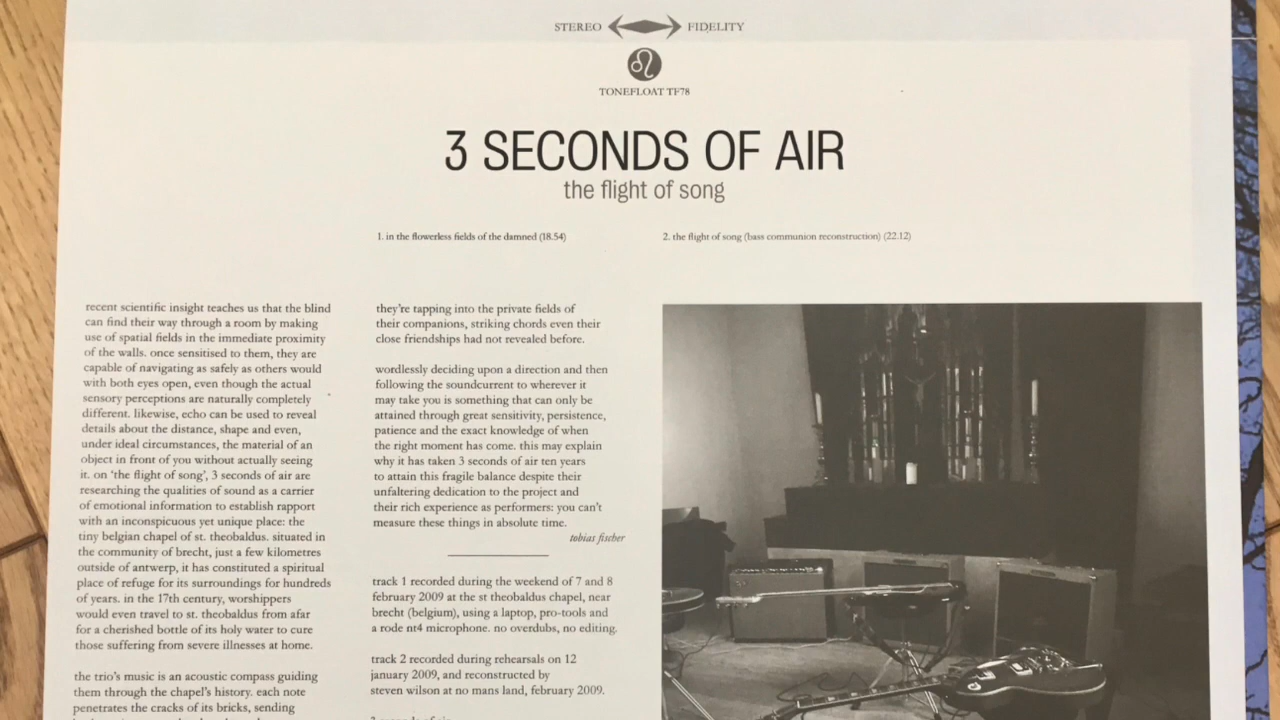 STEREO FIDELITY
TONEFLOAT TF78
3 SECONDS OF AIR
the flight of song
1. in the flowerless fields of the damned (18.54)
2. the flight of song (bass communion reconstruction) (22.12)
recent scientific insight teaches us that the blind
can find their way through a room by making
use of spatial fields in the immediate proximity
of the walls. once sensitised to them, they are
capable of navigating as safely as others would
with both eyes open, even though the actual
sensory perceptions are naturally completely
different. likewise, echo can be used to reveal
details about the distance, shape and even,
under ideal circumstances, the material of an
object in front of you without actually seeing
it. on 'the flight of song', 3 seconds of air are
researching the qualities of sound as a carrier
of emotional information to establish rapport
with an inconspicuous yet unique place: the
tiny belgian chapel of st. theobaldus. situated in
the community of brecht, just a few kilometres
outside of antwerp, it has constituted a spiritual
place of refuge for its surroundings for hundreds
of years. in the 17th century, worshippers
would even travel to st. theobaldus from afar
for a cherished bottle of its holy water to cure
those suffering from severe illnesses at home.
the trio's music is an acoustic compass guiding
them through the chapel's history. each note
penetrates the cracks of its bricks, sending
they're tapping into the private fields of
their companions, striking chords even their
close friendships had not revealed before.
wordlessly deciding upon a direction and then
following the soundcurrent to wherever it
may take you is something that can only be
attained through great sensitivity, persistence,
patience and the exact knowledge of when
the right moment has come. this may explain
why it has taken 3 seconds of air ten years
to attain this fragile balance despite their
unfaltering dedication to the project and
their rich experience as performers: you can't
measure these things in absolute time.
tobias fischer
track 1 recorded during the weekend of 7 and 8
february 2009 at the st theobaldus chapel, near
brecht (belgium), using a laptop, pro-tools and
a rode nt4 microphone. no overdubs, no editing.
track 2 recorded during rehearsals on 12
january 2009, and reconstructed by
steven wilson at no mans land, february 2009.